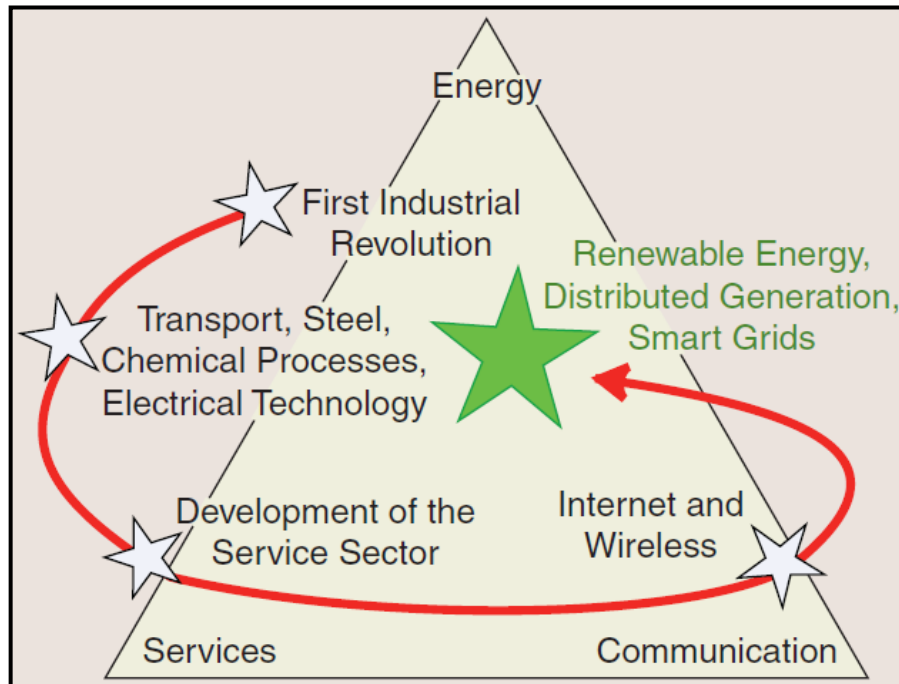 Energy
First Industrial
Revolution
Renewable Energy,
Distributed Generation,
Smart Grids
Transport, Steel,
Chemical Processes,
Electrical Technology
Development of the
Service Sector
Internet and
Wireless
Services
Communication